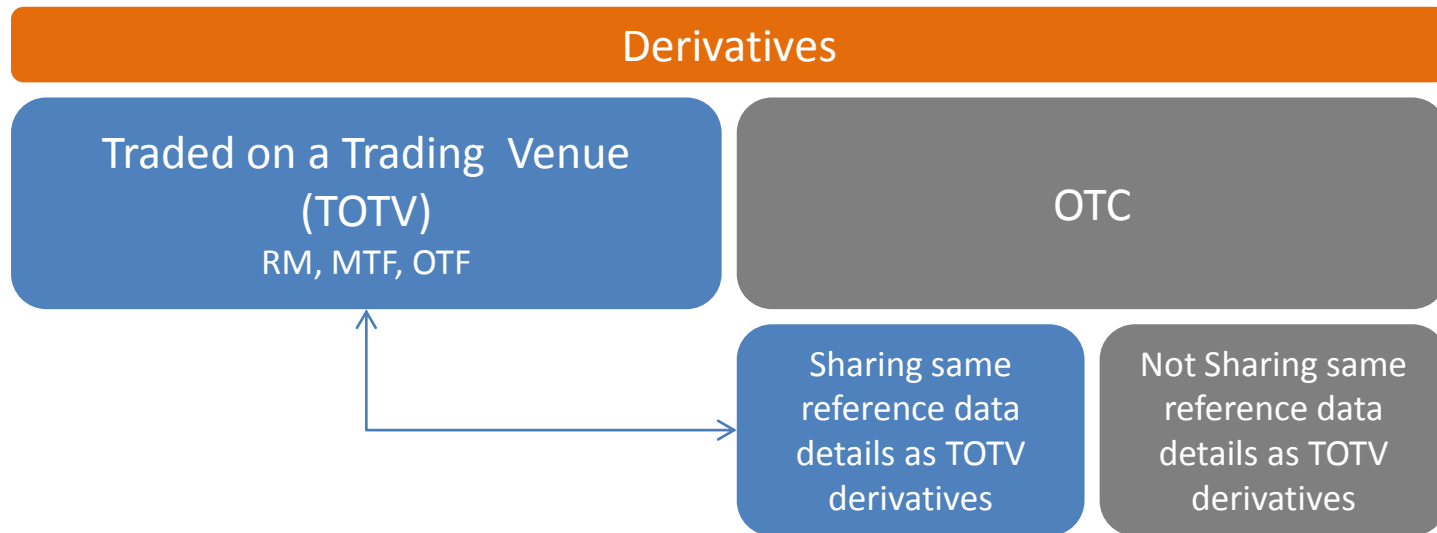 Derivatives
Traded on a Trading Venue
(TOTV)
RM, MTF, OTF
OTC
Sharing same
reference data
details as TOTV
derivatives
Not Sharing same
reference data
details as TOTV
derivatives